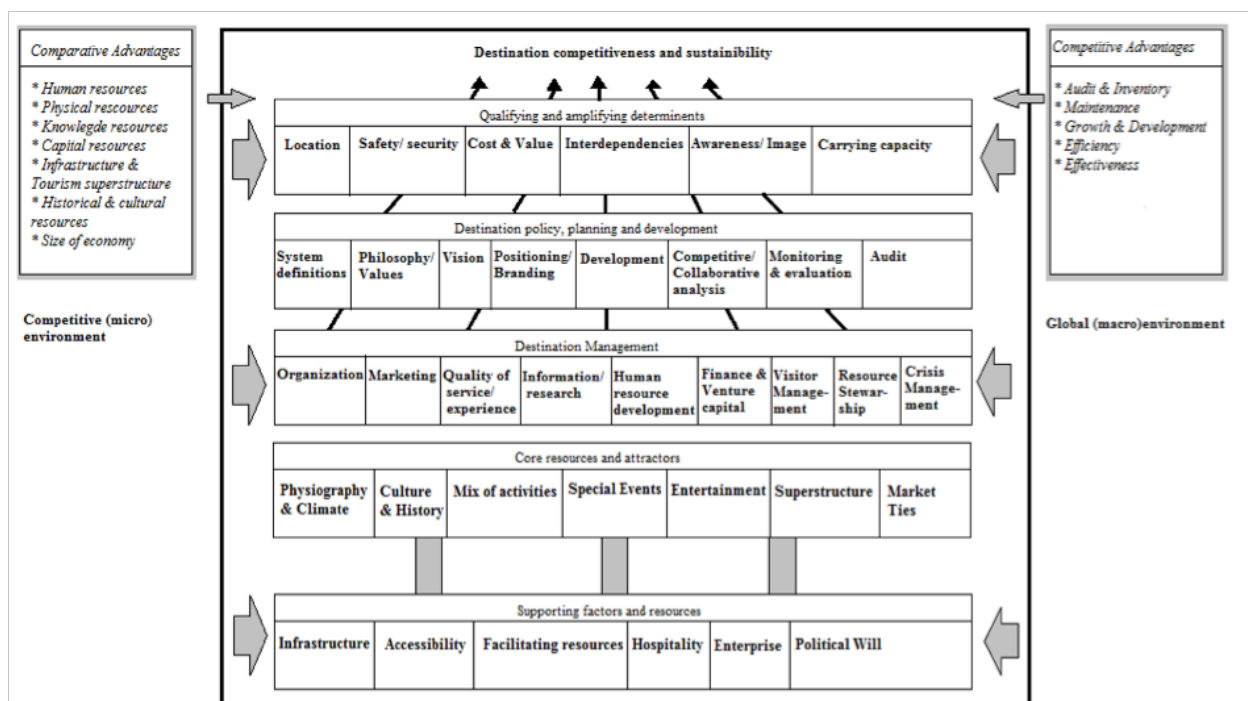 Comparative Advantages
* Human resources
* Physical rescources
* Knowlegde resources
* Capital resources
* Infrastructure &
Tourism superstructure
* Historical & cultural
resources
* Size of economy
Competitive (micro)
environment
Destination competitiveness and sustainibility
Qualifying and amplifying determinents
Location
Safety/ security
Cost & Value
Interdependencies
Awareness/ Image
Carrying capacity
Destination policy, planning and development
System
definitions
Philosophy/
Values
Vision
Positioning/
Branding
Development
Competitive/
Collaborative
analysis
Monitoring
& evaluation
Audit
Destination Management
Organization
Marketing
Quality of
service/
experience
Information/
research
Human
resource
development
Finance &
Venture
capital
Visitor
Manage-
ment
Resource
Stewar-
ship
Crisis
Manage-
ment
Core resources and attractors
Physiography
& Climate
Culture
& History
Mix of activities
Special Events
Entertainment
Superstructure
Market
Ties
Supporting factors and resources
Infrastructure
Accessibility
Facilitating resources
Hospitality
Enterprise
Political Will
Competitive Advantages
* Audit & Inventory
* Maintenance
* Growth & Development
* Efficiency
* Effectiveness
Global (macro)environment